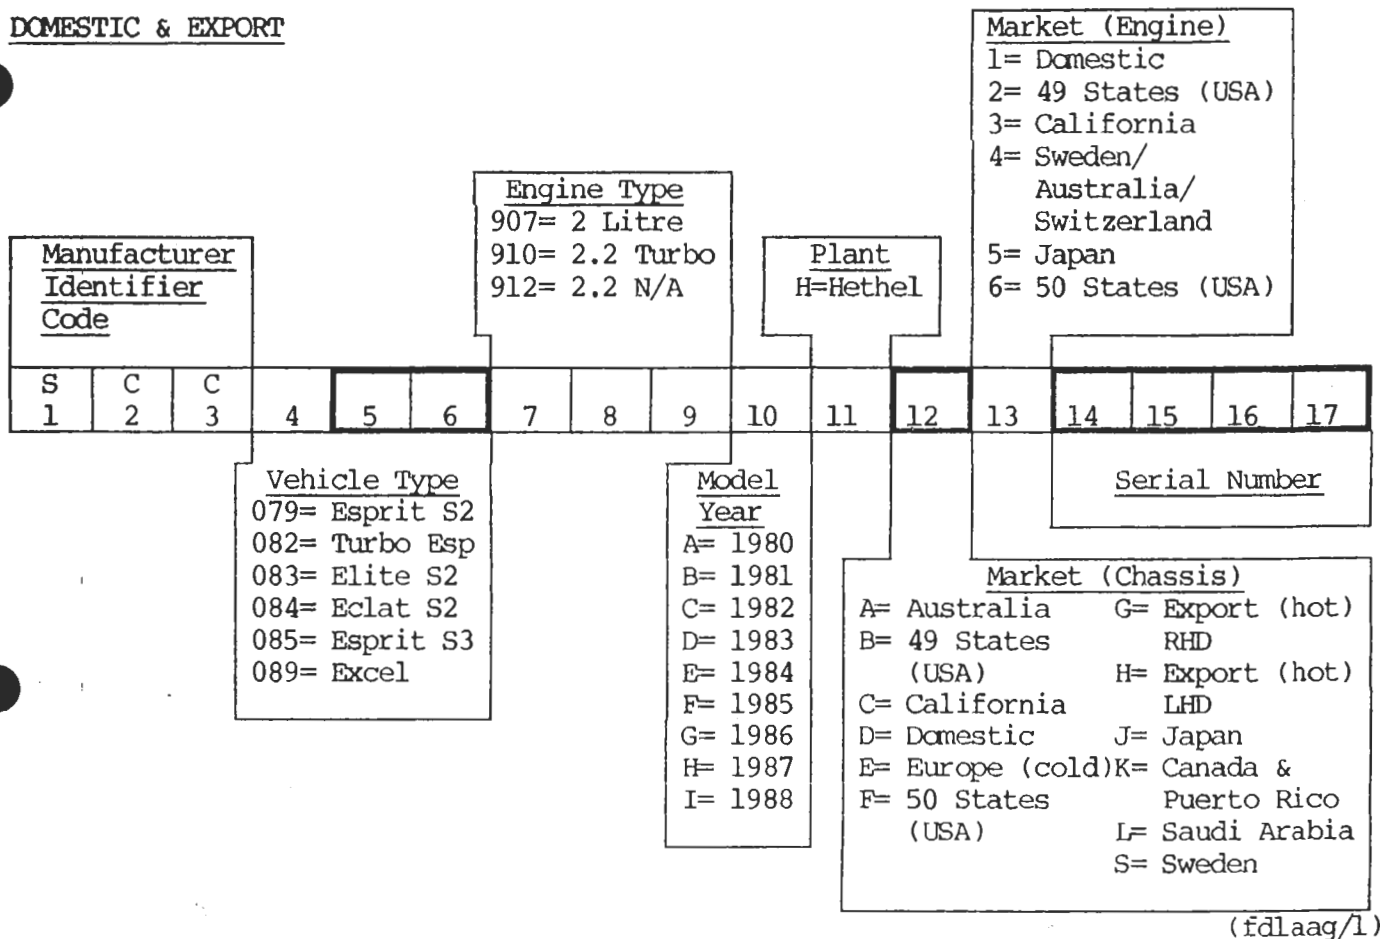 DOMESTIC & EXPORT
Market (Engine)
1= Domestic
2= 49 States (USA)
3= California
4= Sweden/
Australia/
Switzerland
5= Japan
6= 50 States (USA)
Engine Type
907= 2 Litre
910= 2.2 Turbo
912= 2.2 N/A
Manufacturer
Identifier
Code
Plant
H=Hethel
S C C
1 2 3 4 5 6 7 8 9 10 11 12 13 14 15 16 17
Vehicle Type
079= Esprit S2
082= Turbo Esp
083= Elite S2
084= Eclat S2
085= Esprit S3
089= Excel
Model
Year
A= 1980
B= 1981
C= 1982
D= 1983
E= 1984
F= 1985
G= 1986
H= 1987
I= 1988
Serial Number
Market (Chassis)
A= Australia
B= 49 States
(USA)
C= California
D= Domestic
E= Europe (cold)
F= 50 States
(USA)
G= Export (hot)
RHD
H= Export (hot)
LHD
J= Japan
K= Canada &
Puerto Rico
L= Saudi Arabia
S= Sweden
(fdlaag/1)